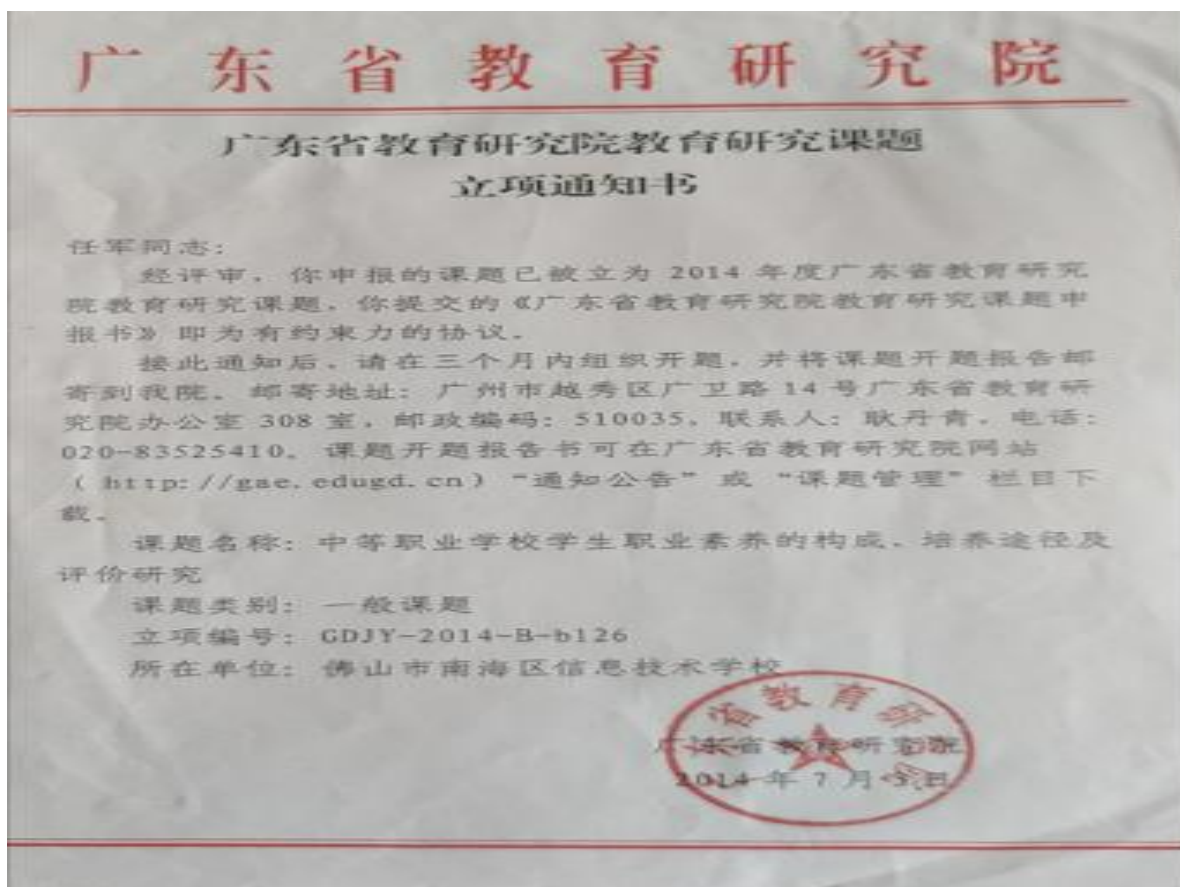 广东省教育研究院
广东省教育研究院教育研究课题
立项通知书
任军同志：
经评审，你申报的课题已被立为 2014 年度广东省教育研究
院教育研究课题，你提交的《广东省教育研究院教育研究课题申
报书》即为有约束力的协议。
接此通知后，请在三个月内组织开题，并将课题开题报告邮
寄到我院。邮寄地址：广州市越秀区广卫路 14 号广东省教育研
究院办公室 308 室，邮政编码：510035，联系人：耿丹青，电话：
020-83525410。课题开题报告书可在广东省教育研究院网站
（http://gae.edugd.cn）“通知公告”或“课题管理”栏目下
载。
课题名称：中等职业学校学生职业素养的构成、培养途径及
评价研究
课题类别：一般课题
立项编号：GDJY-2014-B-b126
所在单位：佛山市南海区信息技术学校
广东省教育研究院
2014 年 7 月 日